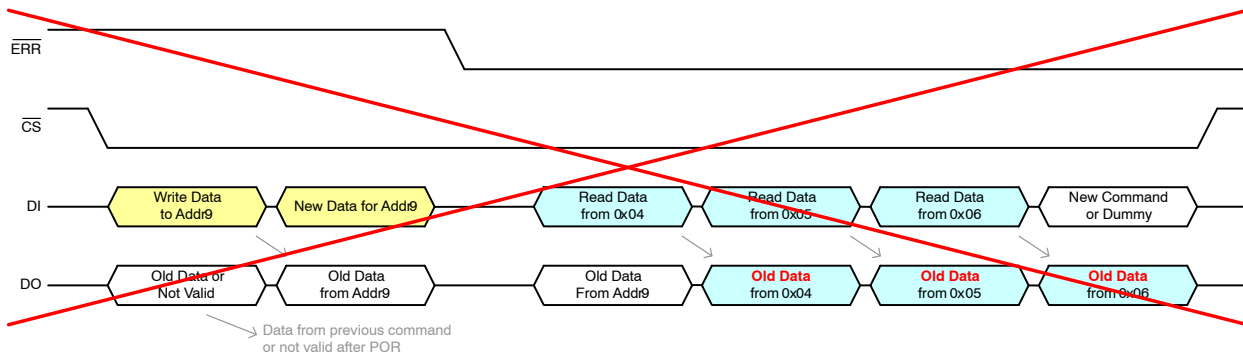 ERR
CS
DI
Write Data
to Addr9
New Data for Addr9
Read Data
from 0x04
Read Data
from 0x05
Read Data
from 0x06
New Command
or Dummy
DO
Old Data or
Not Valid
Old Data
from Addr9
Old Data
From Addr9
Old Data
from 0x04
Old Data
from 0x05
Old Data
from 0x06
Data from previous command
or not valid after POR